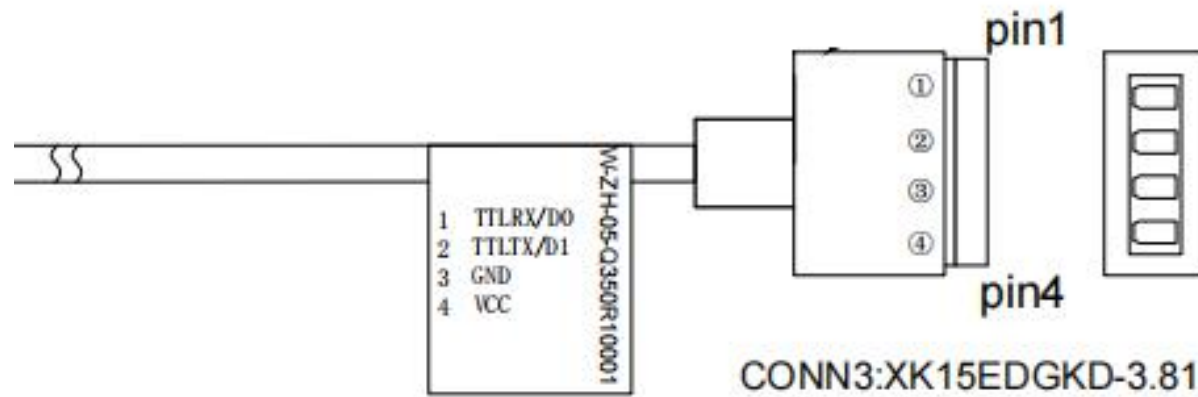 pin1
①
②
③
④
pin4
1 TTLRX/D0
2 TTLTX/D1
3 GND
4 VCC
W-ZH-05-Q350R10001
CONN3:XK15EDGKD-3.81